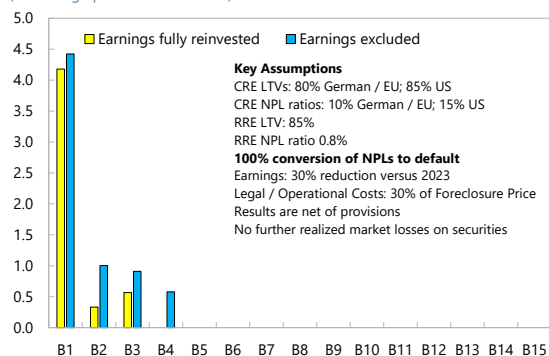 5.0
4.5
4.0
3.5
3.0
2.5
2.0
1.5
1.0
0.5
0.0
Earnings fully reinvested
Earnings excluded
Key Assumptions
CRE LTVs: 80% German / EU; 85% US
CRE NPL ratios: 10% German / EU; 15% US
RRE LTV: 85%
RRE NPL ratio 0.8%
100% conversion of NPLs to default
Earnings: 30% reduction versus 2023
Legal / Operational Costs: 30% of Foreclosure Price
Results are net of provisions
No further realized market losses on securities
B1 B2 B3 B4 B5 B6 B7 B8 B9 B10 B11 B12 B13 B14 B15